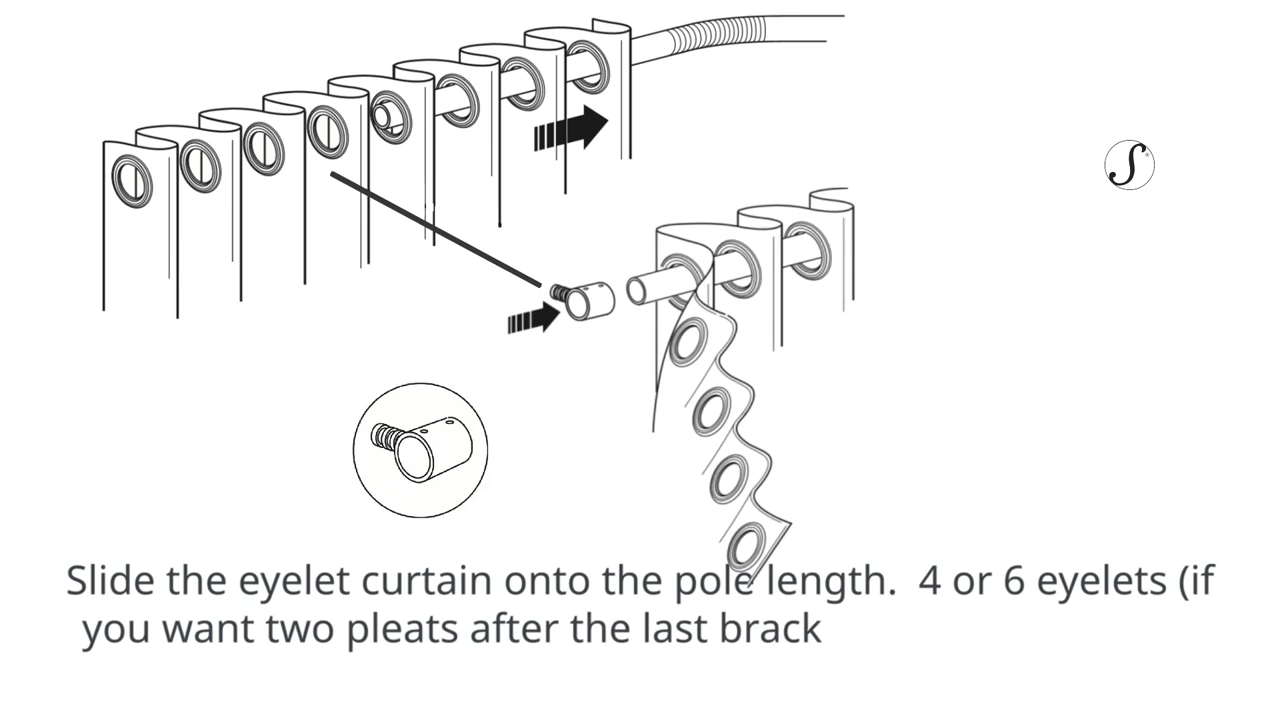 Slide the eyelet curtain onto the pole length.  4 or 6 eyelets (if
you want two pleats after the last brack